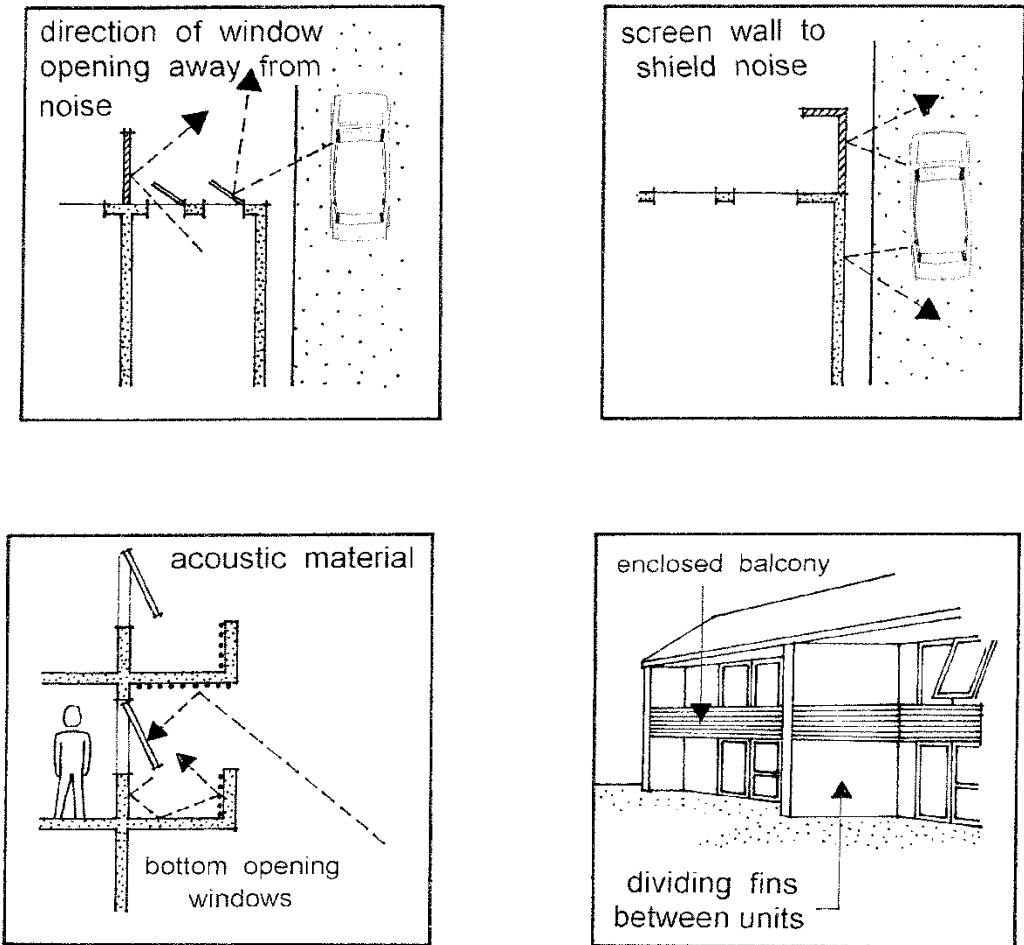 direction of window
opening away from
noise
screen wall to
shield noise
acoustic material
bottom opening
windows
enclosed balcony
dividing fins
between units